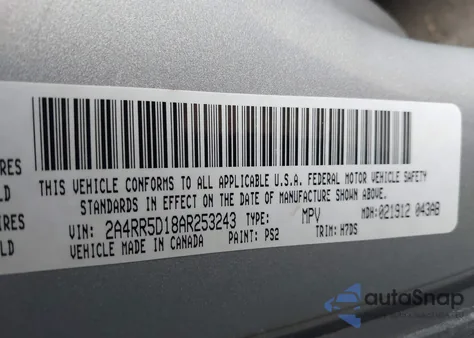 THIS VEHICLE CONFORMS TO ALL APPLICABLE U.S.A. FEDERAL MOTOR VEHICLE SAFETY
STANDARDS IN EFFECT ON THE DATE OF MANUFACTURE SHOWN ABOVE.
VIN: 2A4RR5D18AR253243 TYPE: MPV MDH:021912 043AB
VEHICLE MADE IN CANADA PAINT: PS2 TRIM: H7DS
RES
LD
RES
LD
autoSnap